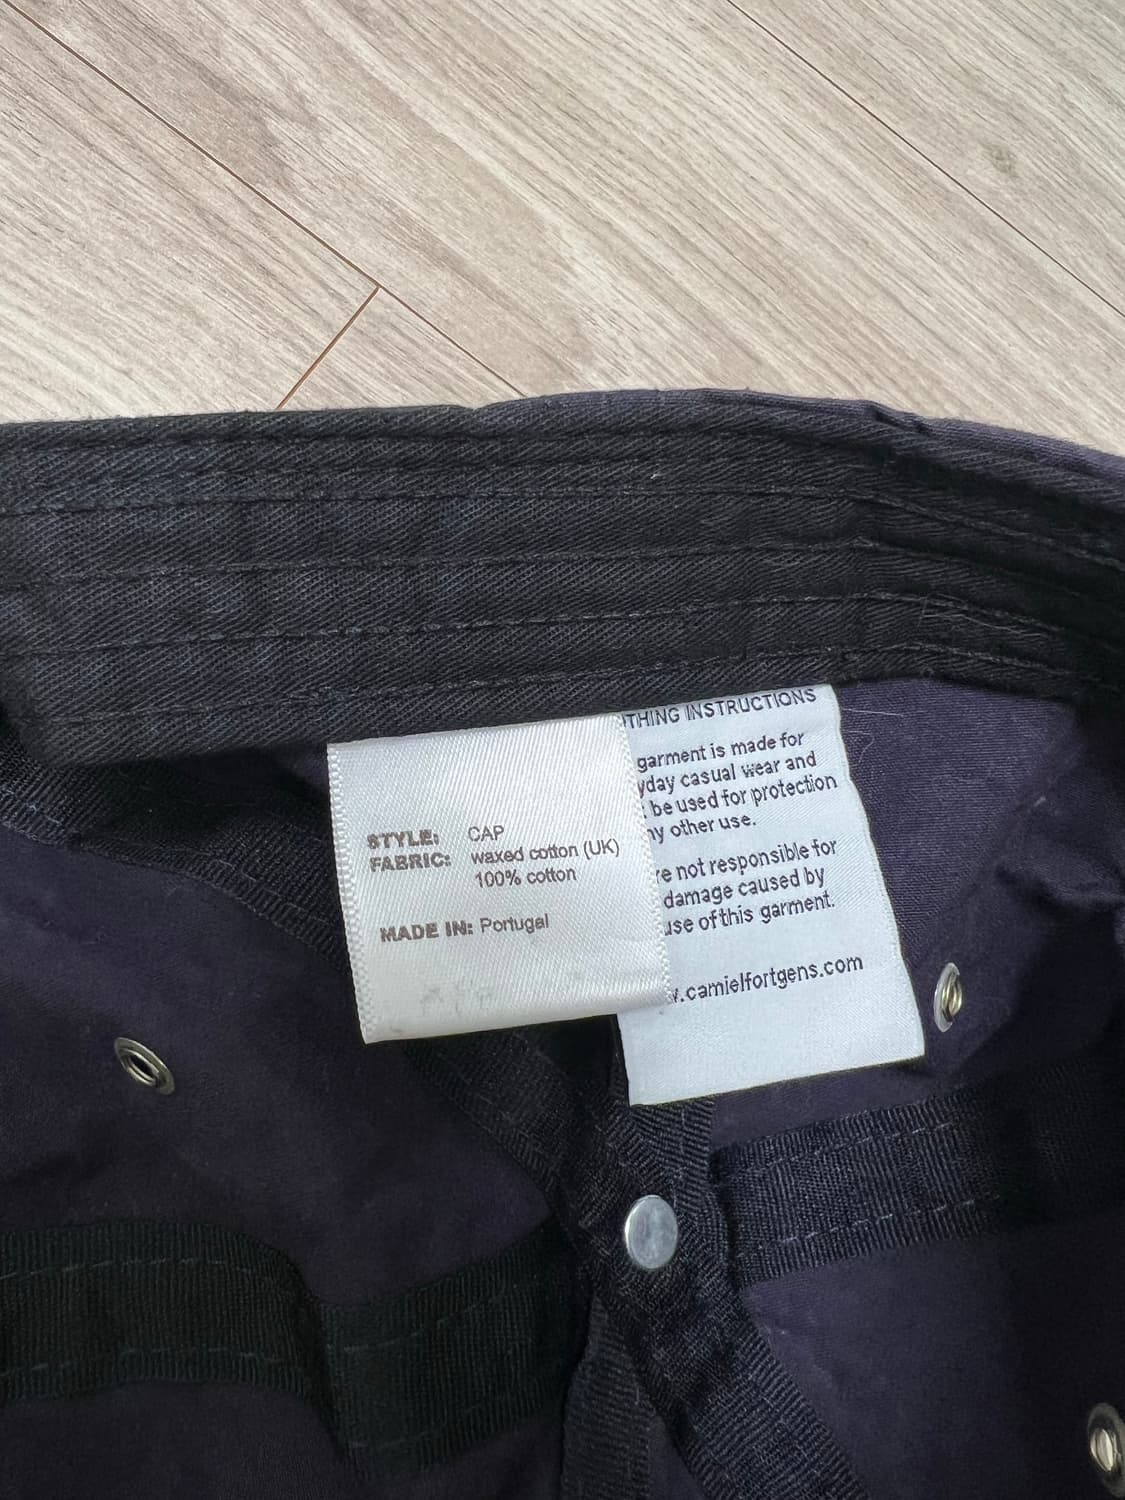 STYLE: CAP
FABRIC: waxed cotton (UK)
100% cotton
MADE IN: Portugal
THING INSTRUCTIONS
garment is made for
yday casual wear and
be used for protection
ny other use.
re not responsible for
damage caused by
use of this garment.
.camielfortgens.com